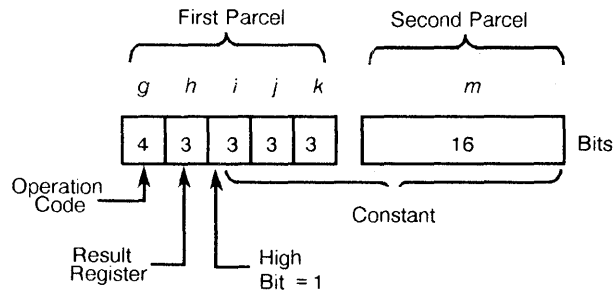 First Parcel
Second Parcel
g h i j k m
4 3 3 3 3 16 Bits
Operation
Code
Constant
Result
Register
High
Bit = 1